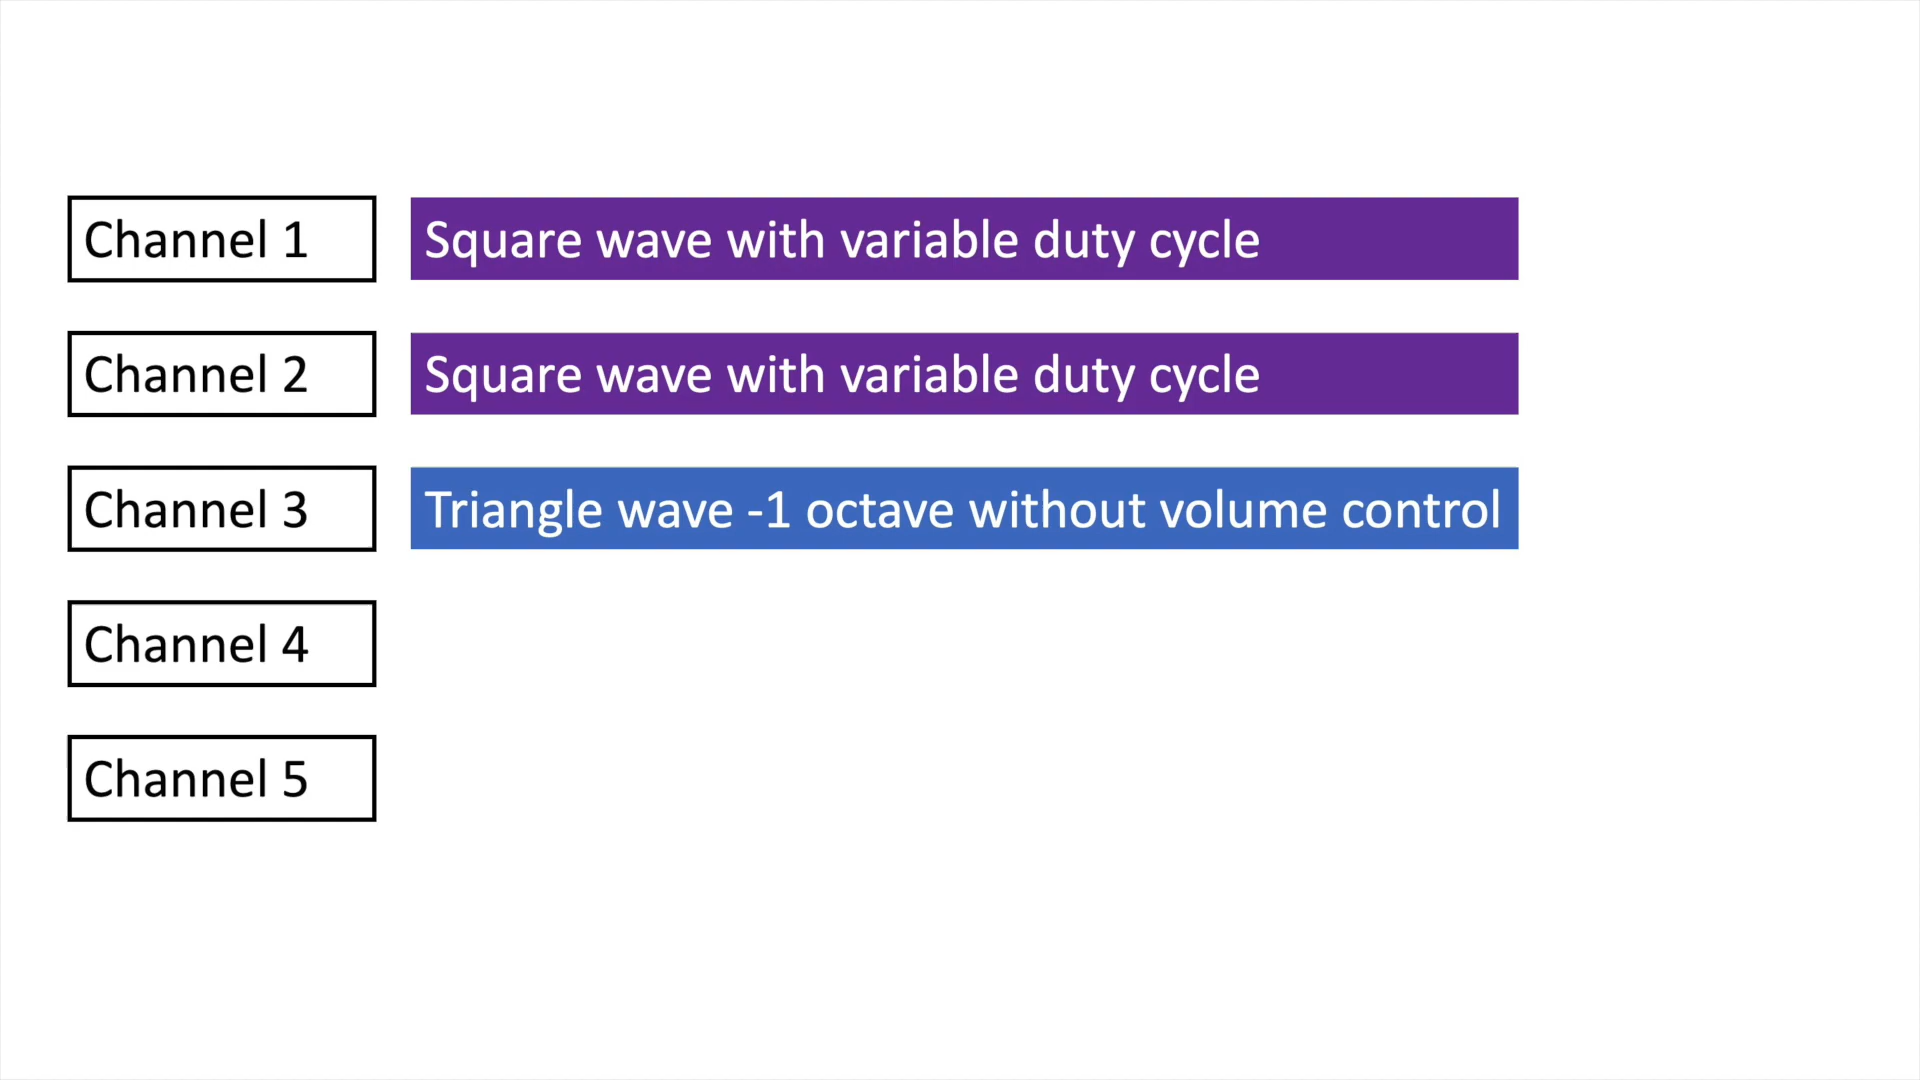 Channel 1
Square wave with variable duty cycle
Channel 2
Square wave with variable duty cycle
Channel 3
Triangle wave -1 octave without volume control
Channel 4
Channel 5